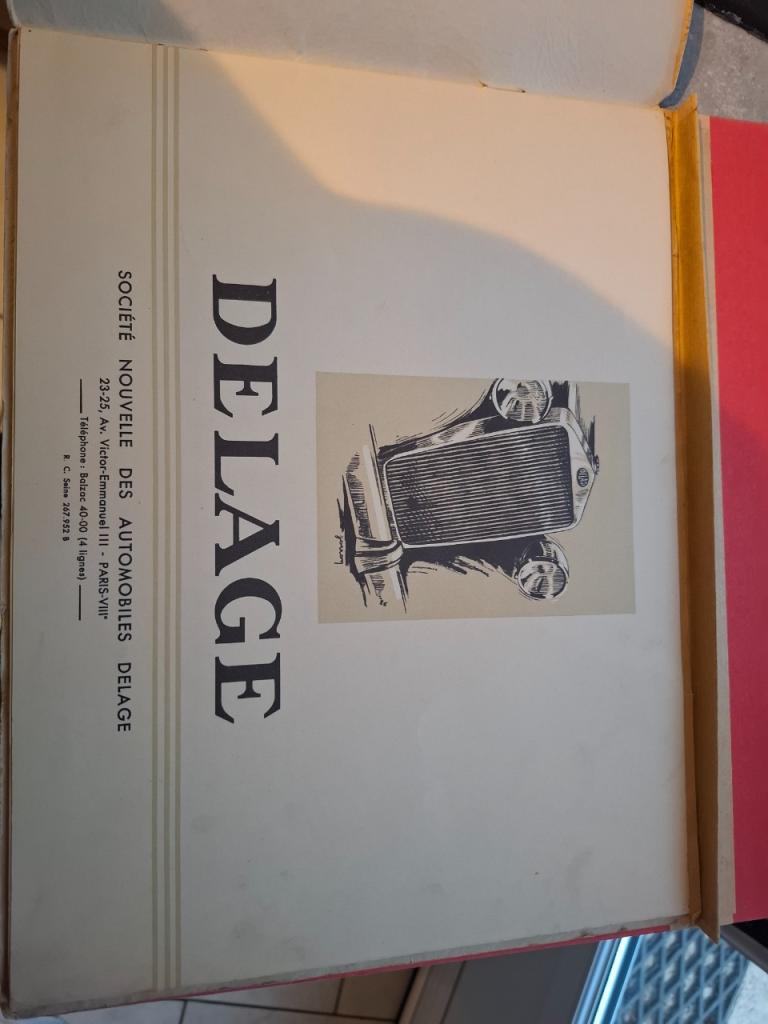 DELAGE
SOCIÉTÉ NOUVELLE DES AUTOMOBILES DELAGE
23-25, Av. Victor-Emmanuel III - PARIS-VIIIᵉ
Téléphone : Balzac 40-00 (4 lignes)
R. C. Seine 267.952 B